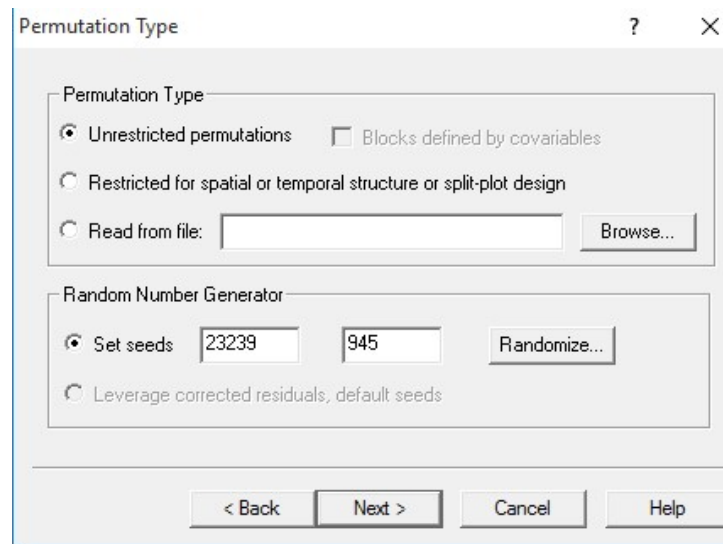 Permutation Type ?
Permutation Type
Unrestricted permutations Blocks defined by covariables
Restricted for spatial or temporal structure or split-plot design
Read from file: Browse...
Random Number Generator
Set seeds 23239 945 Randomize...
Leverage corrected residuals, default seeds
< Back Next > Cancel Help